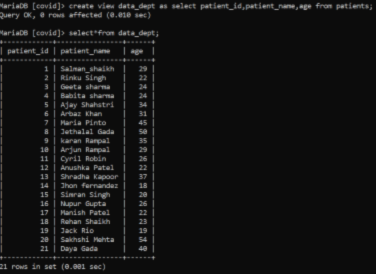 MariaDB [covid]> create view data_dept as select patient_id,patient_name,age from patients;
Query OK, 0 rows affected (0.010 sec)
MariaDB [covid]> select*from data_dept;
+------------+----------------+------+
| patient_id | patient_name | age |
+------------+----------------+------+
| 1 | Salman_shaikh | 29 |
| 2 | Rinku Singh | 22 |
| 3 | Geeta sharma | 24 |
| 4 | Babita sharma | 24 |
| 5 | Ajay Shahstri | 34 |
| 6 | Arbaz Khan | 31 |
| 7 | Maria Pinto | 45 |
| 8 | Jethalal Gada | 50 |
| 9 | karan Rampal | 35 |
| 10 | Arjun Rampal | 29 |
| 11 | Cyril Robin | 26 |
| 12 | Anushka Patel | 22 |
| 13 | Shradha Kapoor | 37 |
| 14 | Jhon fernandez | 18 |
| 15 | Simran Singh | 20 |
| 16 | Nupur Gupta | 26 |
| 17 | Manish Patel | 22 |
| 18 | Rehan Shaikh | 23 |
| 19 | Jack Rio | 19 |
| 20 | Sakhshi Mehta | 54 |
| 21 | Daya Gada | 40 |
+------------+----------------+------+
21 rows in set (0.001 sec)